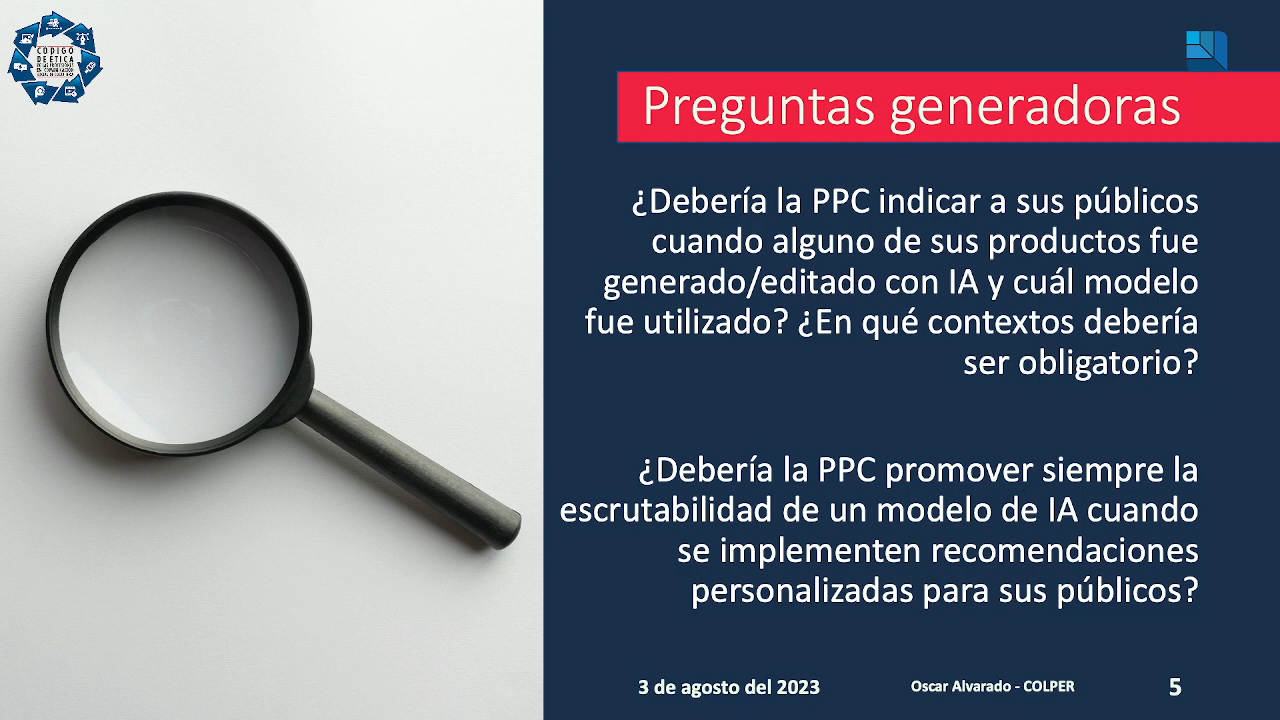 CÓDIGO
DE ÉTICA
Preguntas generadoras
¿Debería la PPC indicar a sus públicos
cuando alguno de sus productos fue
generado/editado con IA y cuál modelo
fue utilizado? ¿En qué contextos debería
ser obligatorio?
¿Debería la PPC promover siempre la
escrutabilidad de un modelo de IA cuando
se implementen recomendaciones
personalizadas para sus públicos?
3 de agosto del 2023
Oscar Alvarado - COLPER
5